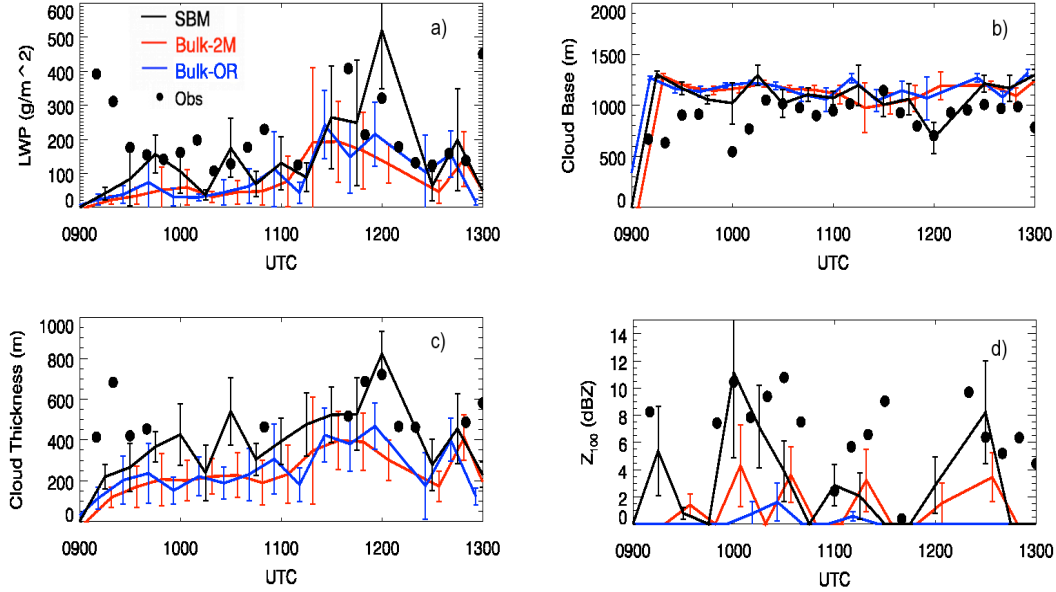 600
500
400
300
200
100
0
LWP (g/m^2)
SBM
Bulk-2M
Bulk-OR
Obs
a)
0900 1000 1100 1200 1300
UTC
2000
1500
1000
500
0
Cloud Base (m)
b)
0900 1000 1100 1200 1300
UTC
1000
800
600
400
200
0
Cloud Thickness (m)
c)
0900 1000 1100 1200 1300
UTC
14
12
10
8
6
4
2
0
Z100 (dBZ)
d)
0900 1000 1100 1200 1300
UTC